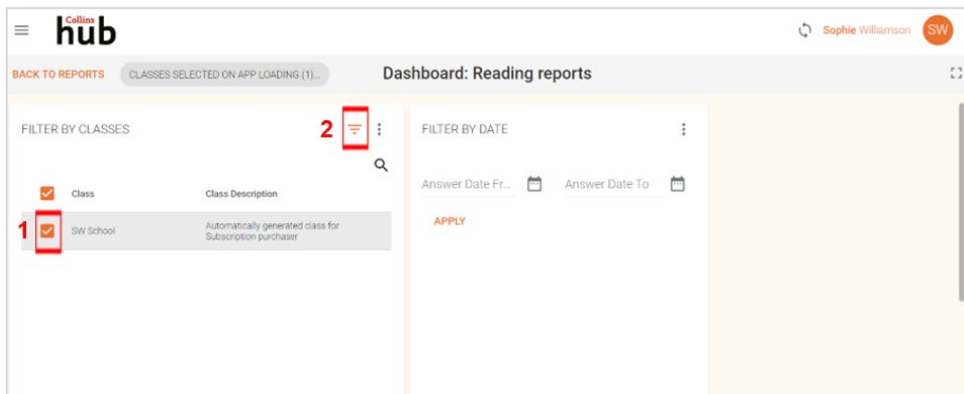 Collins
hub
Sophie Williamson
SW
BACK TO REPORTS
CLASSES SELECTED ON APP LOADING (1)...
Dashboard: Reading reports
FILTER BY CLASSES
2
FILTER BY DATE
Answer Date Fr...
Answer Date To
Class
Class Description
APPLY
1
SW School
Automatically generated class for
Subscription purchaser